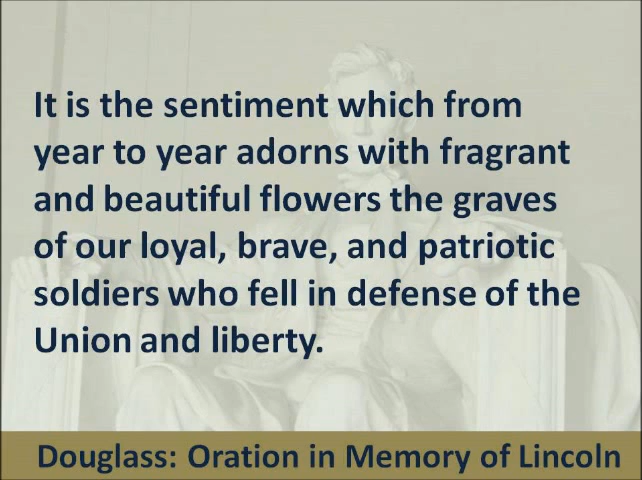 It is the sentiment which from
year to year adorns with fragrant
and beautiful flowers the graves
of our loyal, brave, and patriotic
soldiers who fell in defense of the
Union and liberty.
Douglass: Oration in Memory of Lincoln